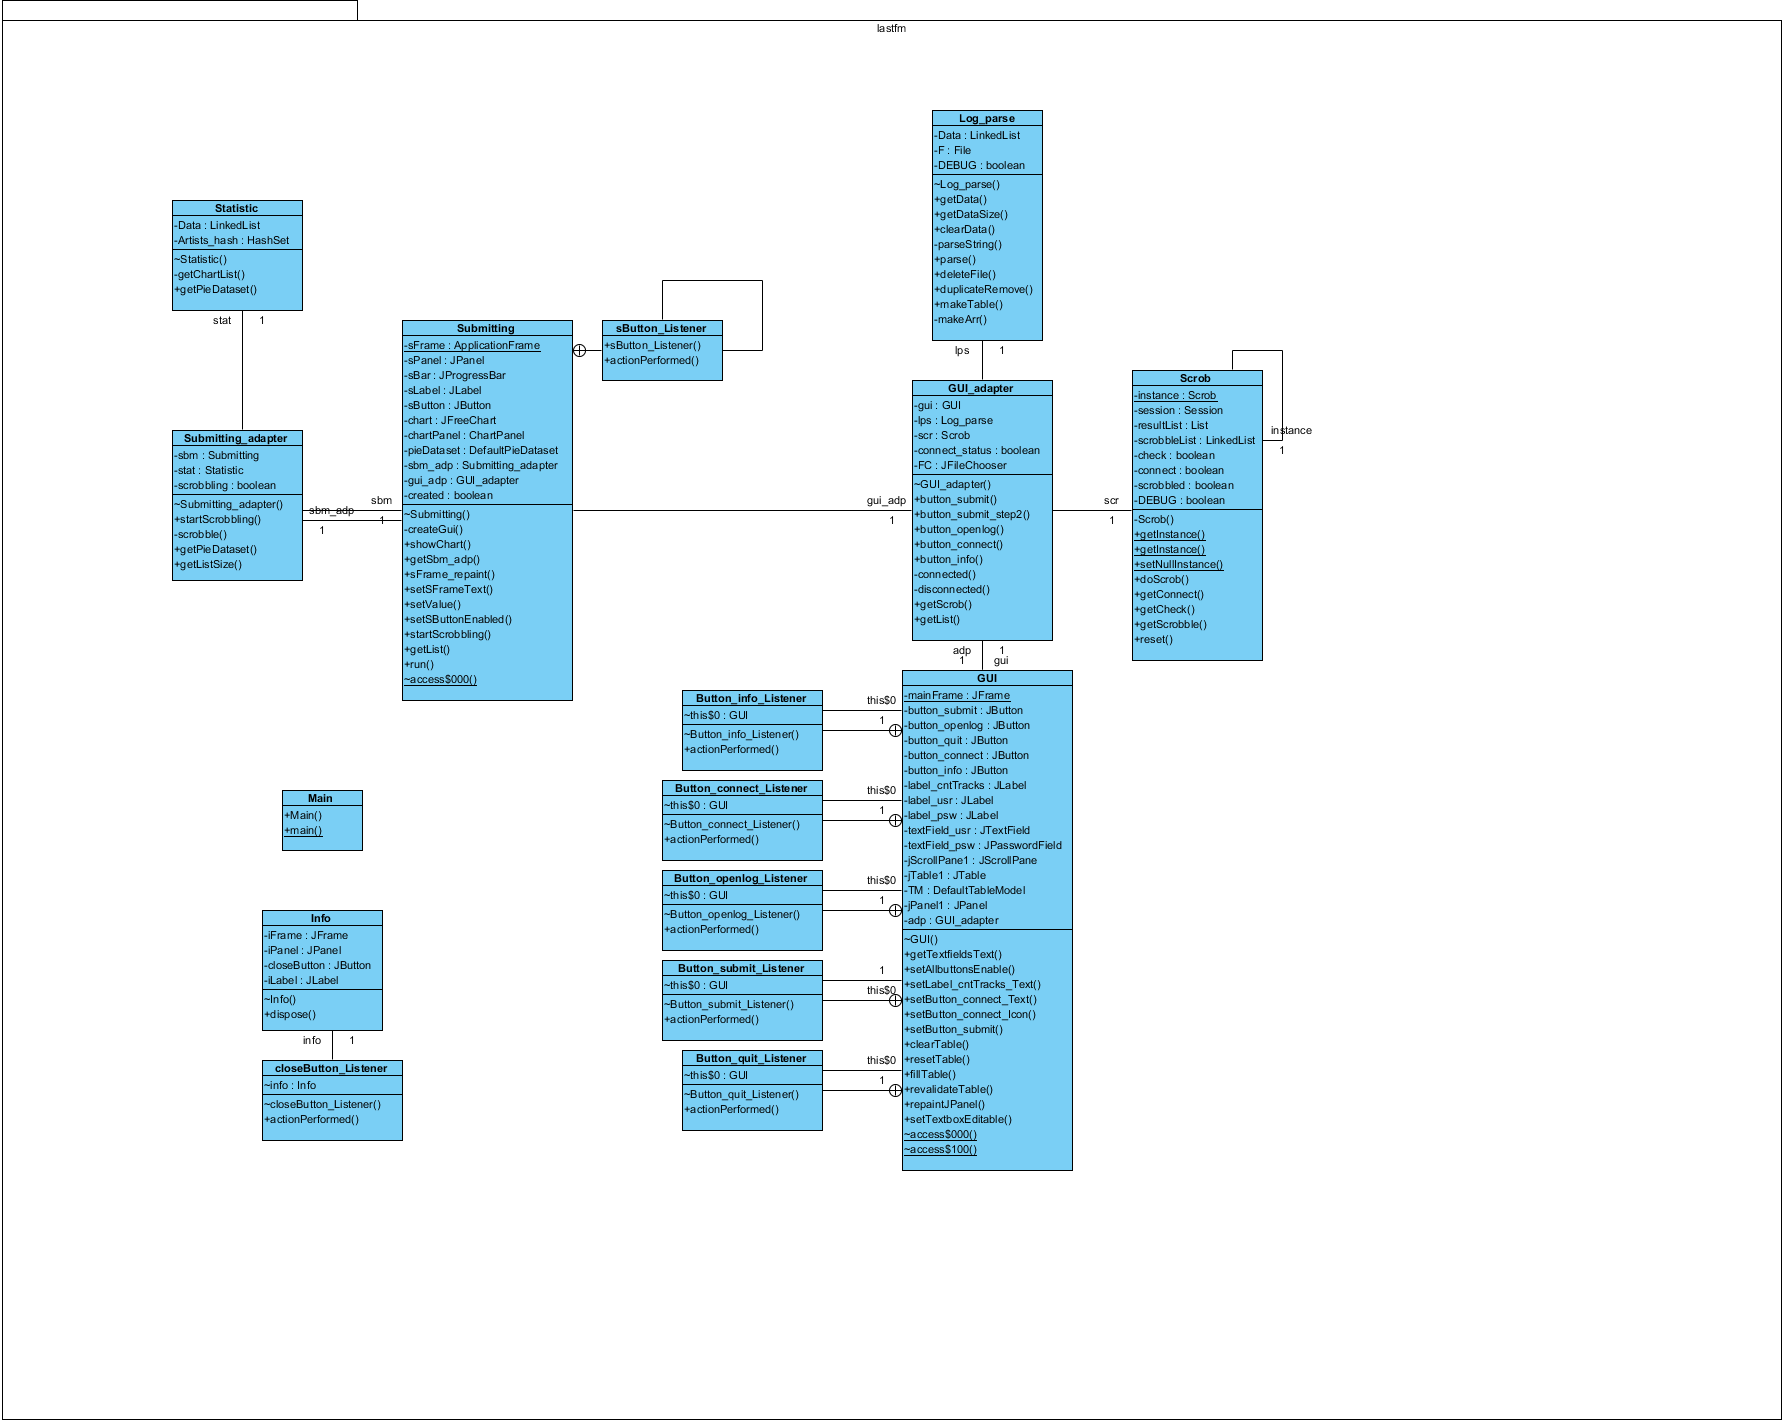 lastfm
Log_parse
-Data : LinkedList
-F : File
-DEBUG : boolean
~Log_parse()
+getData()
+getDataSize()
+clearData()
-parseString()
+parse()
+deleteFile()
+duplicateRemove()
+makeTable()
-makeArr()
lps
1
Statistic
-Data : LinkedList
-Artists_hash : HashSet
~Statistic()
-getChartList()
+getPieDataset()
stat
1
Submitting_adapter
-sbm : Submitting
-stat : Statistic
-scrobbling : boolean
~Submitting_adapter()
+startScrobbling()
-scrobble()
+getPieDataset()
+getListSize()
sbm
sbm_adp
1
1
Submitting
-sFrame : ApplicationFrame
-sPanel : JPanel
-sBar : JProgressBar
-sLabel : JLabel
-sButton : JButton
-chart : JFreeChart
-chartPanel : ChartPanel
-pieDataset : DefaultPieDataset
-sbm_adp : Submitting_adapter
-gui_adp : GUI_adapter
-created : boolean
~Submitting()
-createGui()
+showChart()
+getSbm_adp()
+sFrame_repaint()
+setSFrameText()
+setValue()
+setSButtonEnabled()
+startScrobbling()
+getList()
+run()
~access$000()
sButton_Listener
+sButton_Listener()
+actionPerformed()
gui_adp
1
GUI_adapter
-gui : GUI
-lps : Log_parse
-scr : Scrob
-connect_status : boolean
-FC : JFileChooser
~GUI_adapter()
+button_submit()
+button_submit_step2()
+button_openlog()
+button_connect()
+button_info()
-connected()
-disconnected()
+getScrob()
+getList()
scr
1
Scrob
-instance : Scrob
-session : Session
-resultList : List
-scrobbleList : LinkedList
-check : boolean
-connect : boolean
-scrobbled : boolean
-DEBUG : boolean
-Scrob()
+getInstance()
+getInstance()
+setNullInstance()
+doScrob()
+getConnect()
+getCheck()
+getScrobble()
+reset()
instance
1
adp
1
1
gui
GUI
-mainFrame : JFrame
-button_submit : JButton
-button_openlog : JButton
-button_quit : JButton
-button_connect : JButton
-button_info : JButton
-label_cntTracks : JLabel
-label_usr : JLabel
-label_psw : JLabel
-textField_usr : JTextField
-textField_psw : JPasswordField
-jScrollPane1 : JScrollPane
-jTable1 : JTable
-TM : DefaultTableModel
-jPanel1 : JPanel
-adp : GUI_adapter
~GUI()
+getTextfieldsText()
+setAllbuttonsEnable()
+setLabel_cntTracks_Text()
+setButton_connect_Text()
+setButton_connect_Icon()
+setButton_submit()
+clearTable()
+resetTable()
+fillTable()
+revalidateTable()
+repaintJPanel()
+setTextboxEditable()
~access$000()
~access$100()
Button_info_Listener
~this$0 : GUI
~Button_info_Listener()
+actionPerformed()
this$0
1
Button_connect_Listener
~this$0 : GUI
~Button_connect_Listener()
+actionPerformed()
this$0
1
Button_openlog_Listener
~this$0 : GUI
~Button_openlog_Listener()
+actionPerformed()
this$0
1
Button_submit_Listener
~this$0 : GUI
~Button_submit_Listener()
+actionPerformed()
1
this$0
Button_quit_Listener
~this$0 : GUI
~Button_quit_Listener()
+actionPerformed()
this$0
1
Main
+Main()
+main()
Info
-iFrame : JFrame
-iPanel : JPanel
-closeButton : JButton
-iLabel : JLabel
~Info()
+dispose()
info
1
closeButton_Listener
~info : Info
~closeButton_Listener()
+actionPerformed()